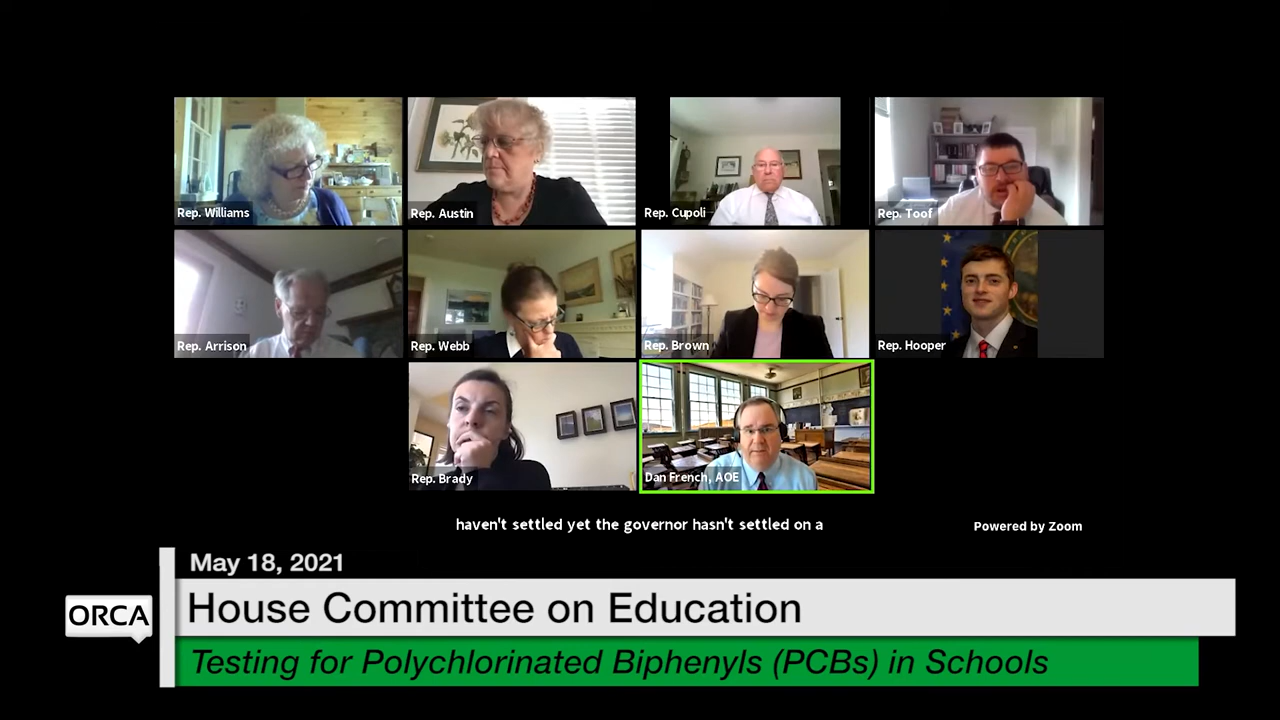 Rep. Williams
Rep. Austin
Rep. Cupoli
Rep. Toof
Rep. Arrison
Rep. Webb
Rep. Brown
Rep. Hooper
Rep. Brady
Dan French, AOE
haven't settled yet the governor hasn't settled on a
Powered by Zoom
May 18, 2021
ORCA
House Committee on Education
Testing for Polychlorinated Biphenyls (PCBs) in Schools